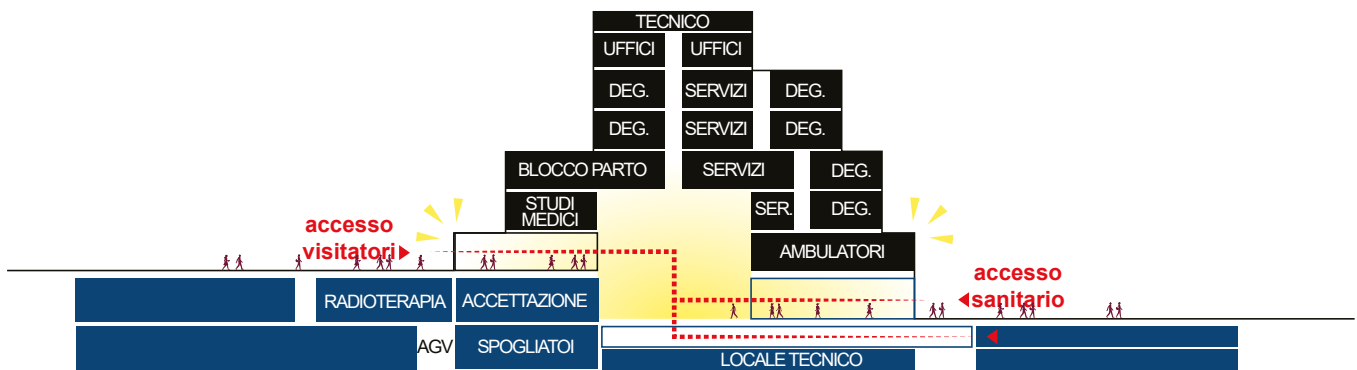 TECNICO
UFFICI UFFICI
DEG. SERVIZI DEG.
DEG. SERVIZI DEG.
BLOCCO PARTO SERVIZI DEG.
STUDI MEDICI SER. DEG.
accesso
visitatori
AMBULATORI
accesso
sanitario
RADIOTERAPIA ACCETTAZIONE
AGV SPOGLIATOI
LOCALE TECNICO